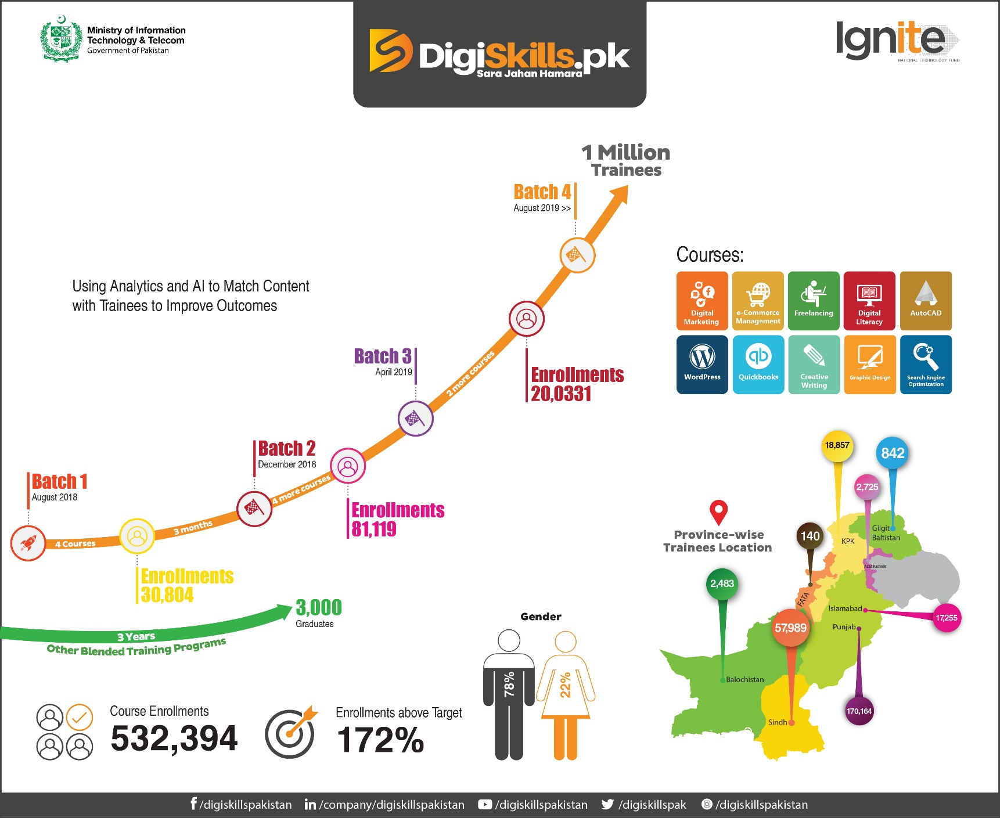 Ministry of Information
Technology & Telecom
Government of Pakistan
DigiSkills.pk
Sara Jahan Hamara
Ignite
NATIONAL TECHNOLOGY FUND
1 Million
Trainees
Batch 4
August 2019 >>
Using Analytics and AI to Match Content
with Trainees to Improve Outcomes
Batch 3
April 2019
2 more courses
Enrollments
20,0331
Batch 2
December 2018
4 more courses
Enrollments
81,119
Batch 1
August 2018
4 Courses
3 months
Enrollments
30,804
3,000
Graduates
3 Years
Other Blended Training Programs
Courses:
Digital
Marketing
e-Commerce
Management
Freelancing
Digital
Literacy
AutoCAD
WordPress
qb
Quickbooks
Creative
Writing
Graphic Design
Search Engine
Optimization
Province-wise
Trainees Location
18,857
842
2,725
140
2,483
57,989
17,255
170,164
KPK
Gilgit
Baltistan
Azad Kashmir
FATA
Islamabad
Punjab
Balochistan
Sindh
Gender
78%
22%
Course Enrollments
532,394
Enrollments above Target
172%
/digiskillspakistan
in /company/digiskillspakistan
/digiskillspakistan
/digiskillspak
/digiskillspakistan